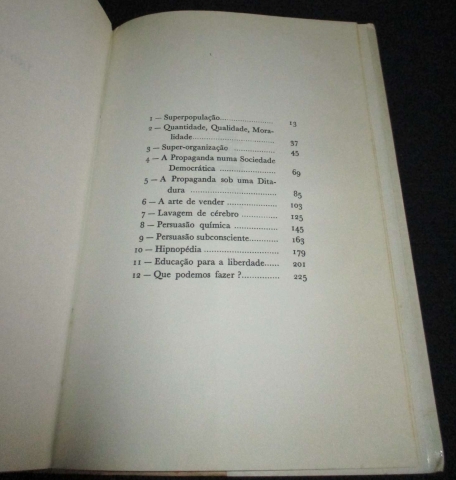 1 — Superpopulação.................... 13
2 — Quantidade, Qualidade, Mora-
lidade.......................... 37
3 — Super-organização ............... 45
4 — A Propaganda numa Sociedade
Democrática .................. 69
5 — A Propaganda sob uma Dita-
dura .......................... 85
6 — A arte de vender................. 103
7 — Lavagem de cérebro............. 125
8 — Persuasão química............... 145
9 — Persuasão subconsciente......... 163
10 — Hipnopédia ..................... 179
11 — Educação para a liberdade...... 201
12 — Que podemos fazer ?............. 225